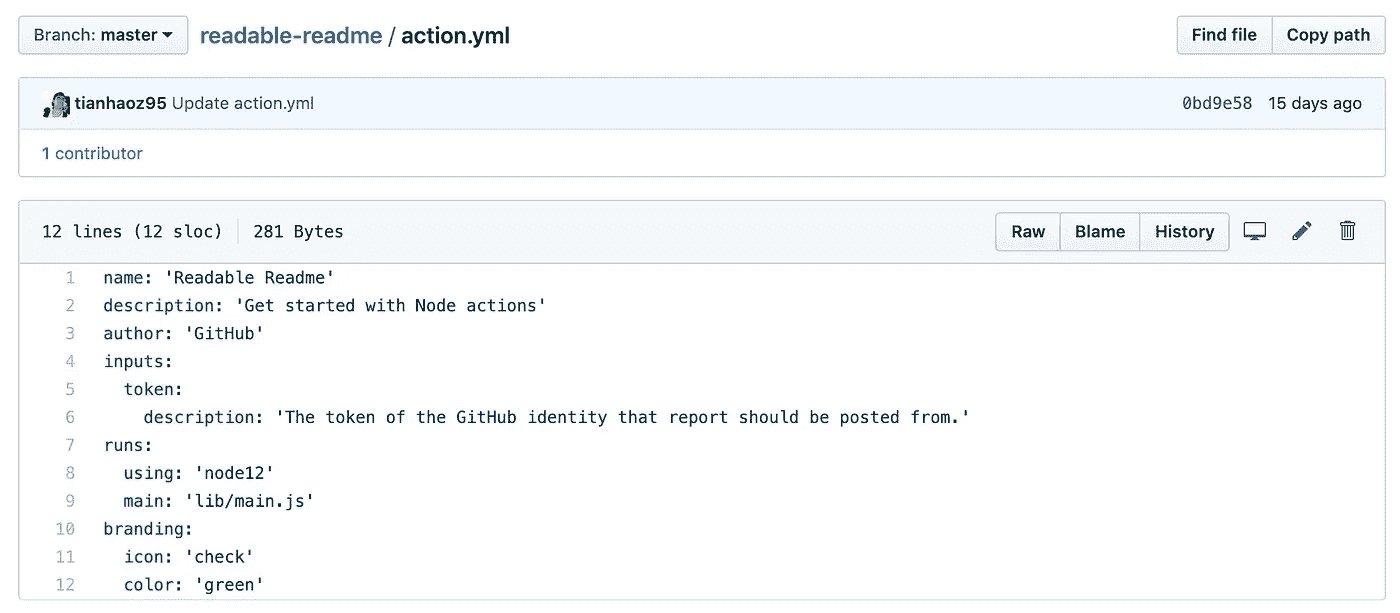 Branch: master readable-readme / action.yml Find file Copy path
tianhaoz95 Update action.yml 0bd9e58 15 days ago
1 contributor
12 lines (12 sloc) 281 Bytes Raw Blame History
1 name: 'Readable Readme'
2 description: 'Get started with Node actions'
3 author: 'GitHub'
4 inputs:
5   token:
6     description: 'The token of the GitHub identity that report should be posted from.'
7 runs:
8   using: 'node12'
9   main: 'lib/main.js'
10 branding:
11   icon: 'check'
12   color: 'green'